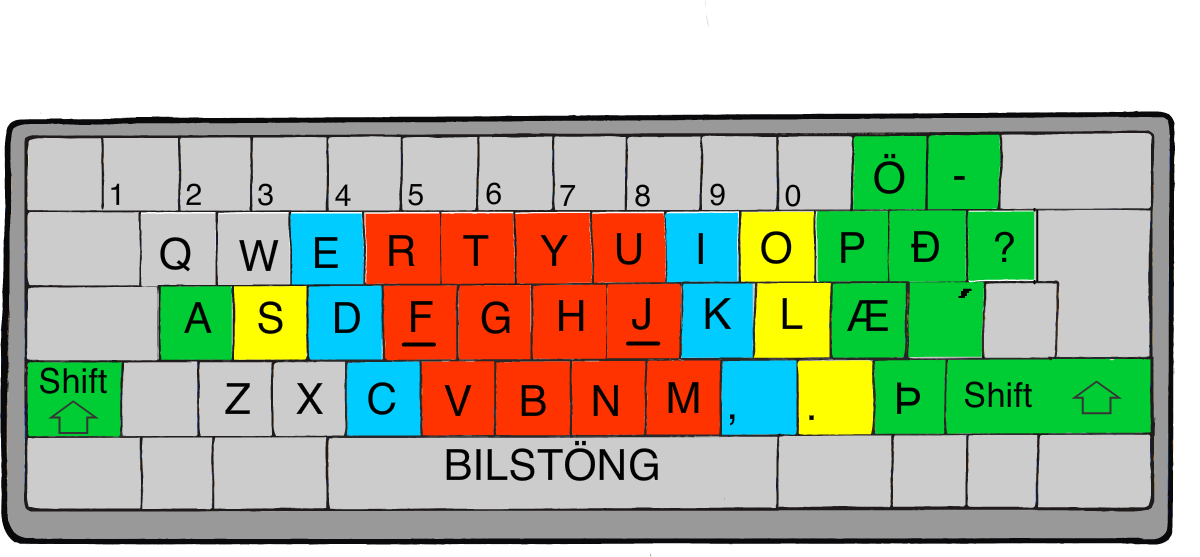 1 2 3 4 5 6 7 8 9 0 Ö -
Q W E R T Y U I O P Ð ?
A S D F G H J K L Æ ´
Shift Z X C V B N M , . Þ Shift
BILSTÖNG